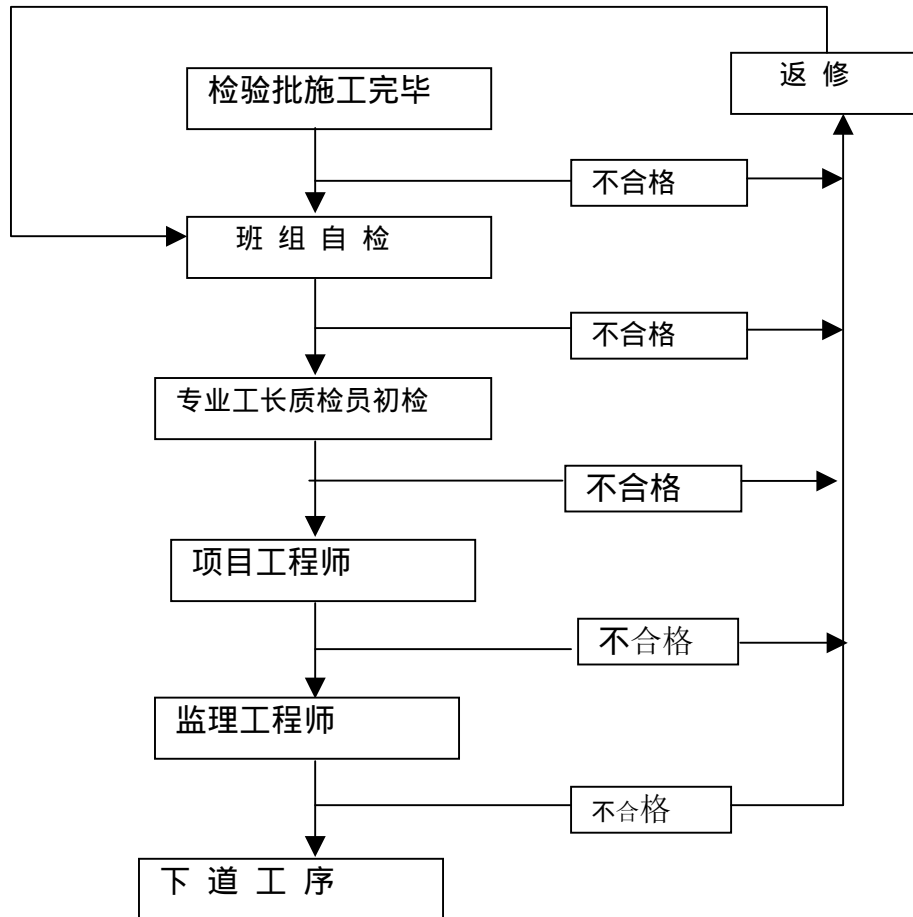 返 修
检验批施工完毕
不合格
班 组 自 检
不合格
专业工长质检员初检
不合格
项目工程师
不合格
监理工程师
不合格
下 道 工 序